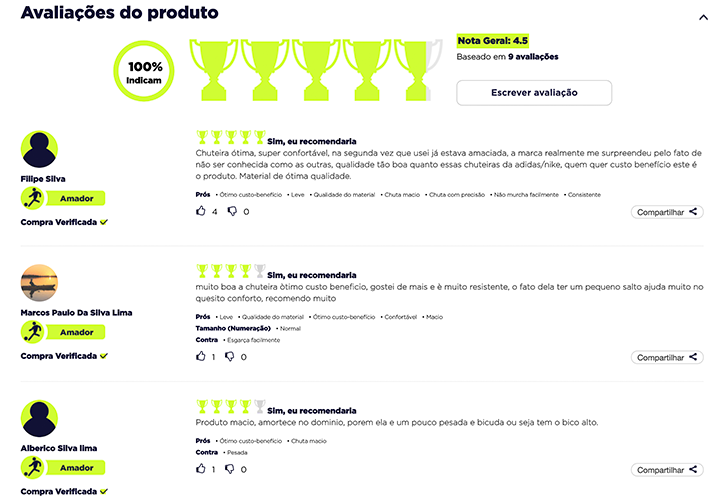 Avaliações do produto
100%
Indicam
Nota Geral: 4.5
Baseado em 9 avaliações
Escrever avaliação
Filipe Silva
Amador
Compra Verificada
Sim, eu recomendaria
Chuteira ótima, super confortável, na segunda vez que usei já estava amaciada, a marca realmente me surpreendeu pelo fato de
não ser conhecida como as outras, qualidade tão boa quanto essas chuteiras da adidas/nike, quem quer custo benefício este é
o produto. Material de ótima qualidade.
Prós • Ótimo custo-benefício • Leve • Qualidade do material • Chuta macio • Chuta com precisão • Não murcha facilmente • Consistente
4 0
Compartilhar
Marcos Paulo Da Silva Lima
Amador
Compra Verificada
Sim, eu recomendaria
muito boa a chuteira òtimo custo beneficio, gostei de mais e è muito resistente, o fato dela ter um pequeno salto ajuda muito no
quesito conforto, recomendo muito
Prós • Leve • Qualidade do material • Ótimo custo-benefício • Confortável • Macio
Tamanho (Numeração) • Normal
Contra • Esgarça facilmente
1 0
Compartilhar
Alberico Silva lima
Amador
Compra Verificada
Sim, eu recomendaria
Produto macio, amortece no dominio, porem ela e um pouco pesada e bicuda ou seja tem o bico alto.
Prós • Ótimo custo-benefício • Chuta macio
Contra • Pesada
1 0
Compartilhar